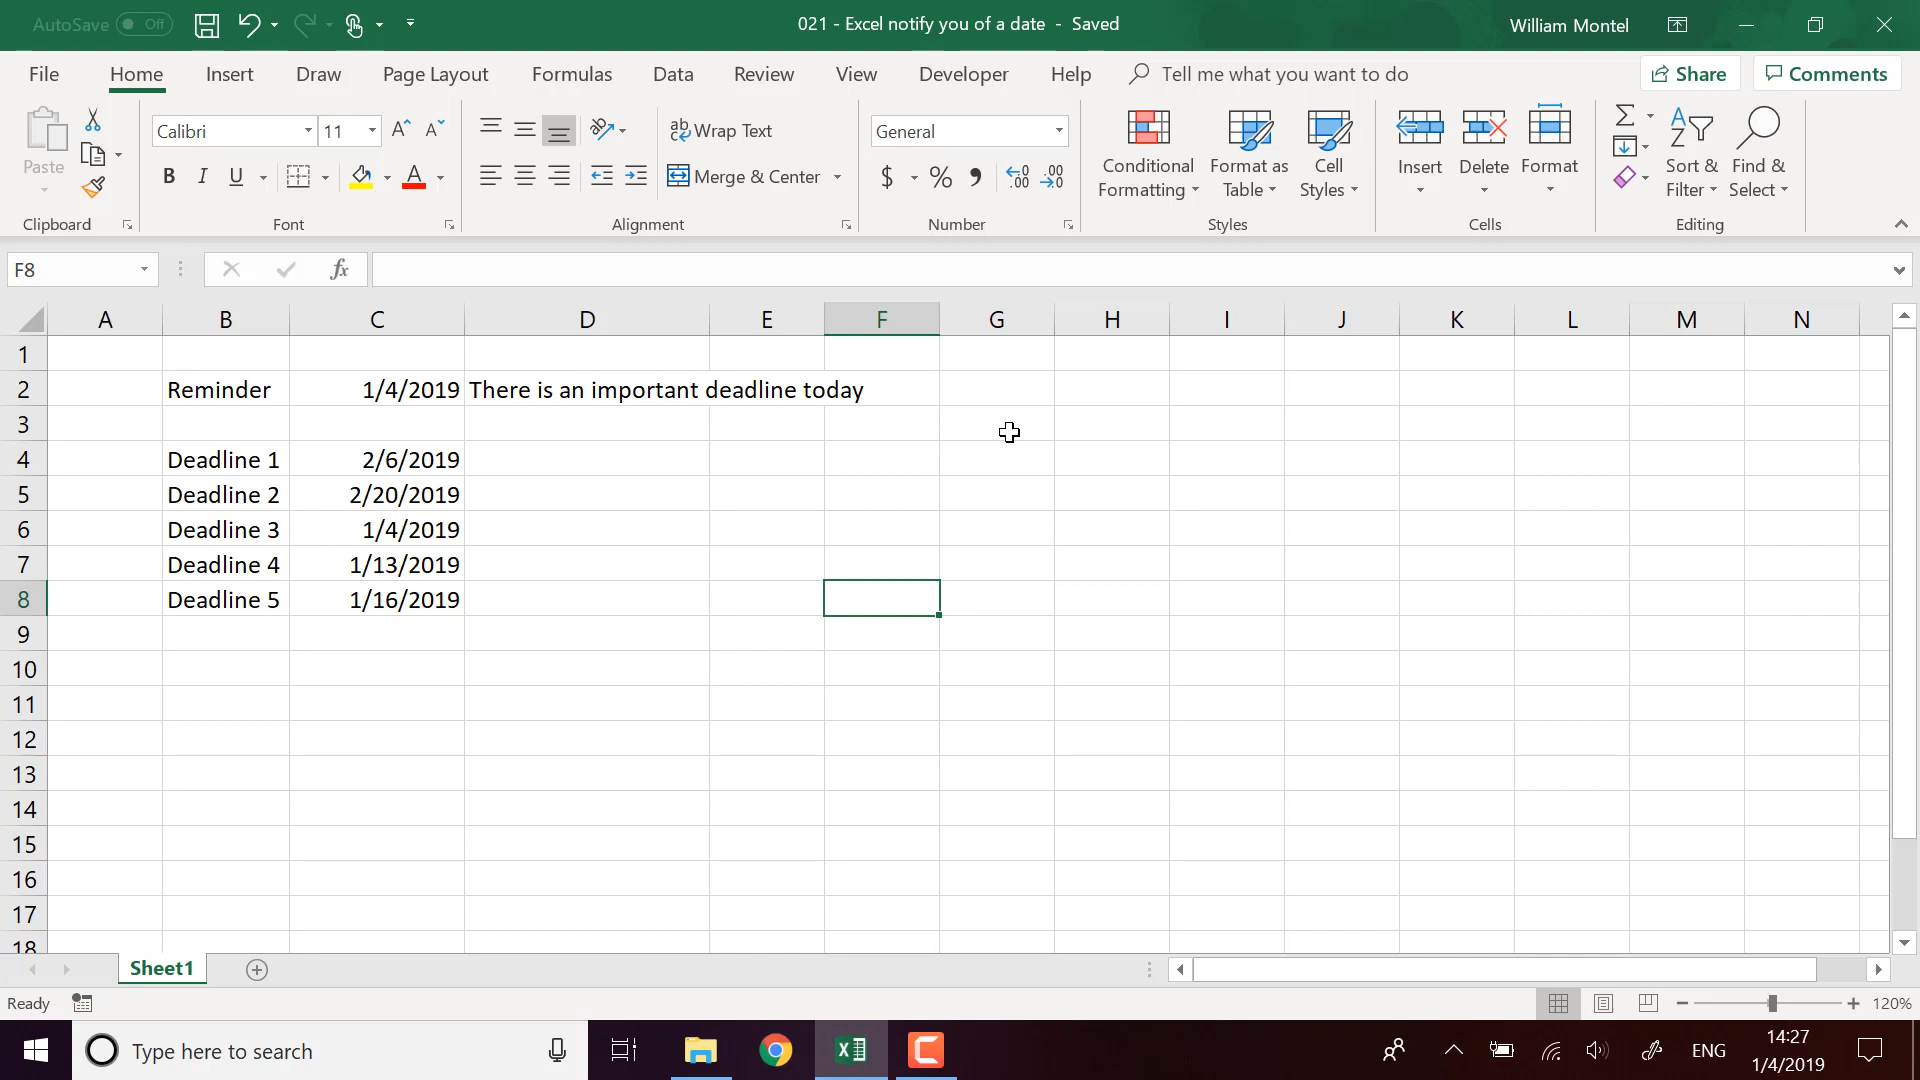 AutoSave Off
021 - Excel notify you of a date - Saved
William Montel
File Home Insert Draw Page Layout Formulas Data Review View Developer Help Tell me what you want to do Share Comments
Paste
Calibri 11
B I U A
ab Wrap Text
Merge & Center
General
$ % 9 .00 .00
Conditional Formatting
Format as Table
Cell Styles
Insert
Delete
Format
Sort & Filter
Find & Select
Clipboard Font Alignment Number Styles Cells Editing
F8 fx
A B C D E F G H I J K L M N
1
2 Reminder 1/4/2019 There is an important deadline today
3
4 Deadline 1 2/6/2019
5 Deadline 2 2/20/2019
6 Deadline 3 1/4/2019
7 Deadline 4 1/13/2019
8 Deadline 5 1/16/2019
9
10
11
12
13
14
15
16
17
18
Sheet1
Ready
120%
Type here to search
ENG
14:27
1/4/2019